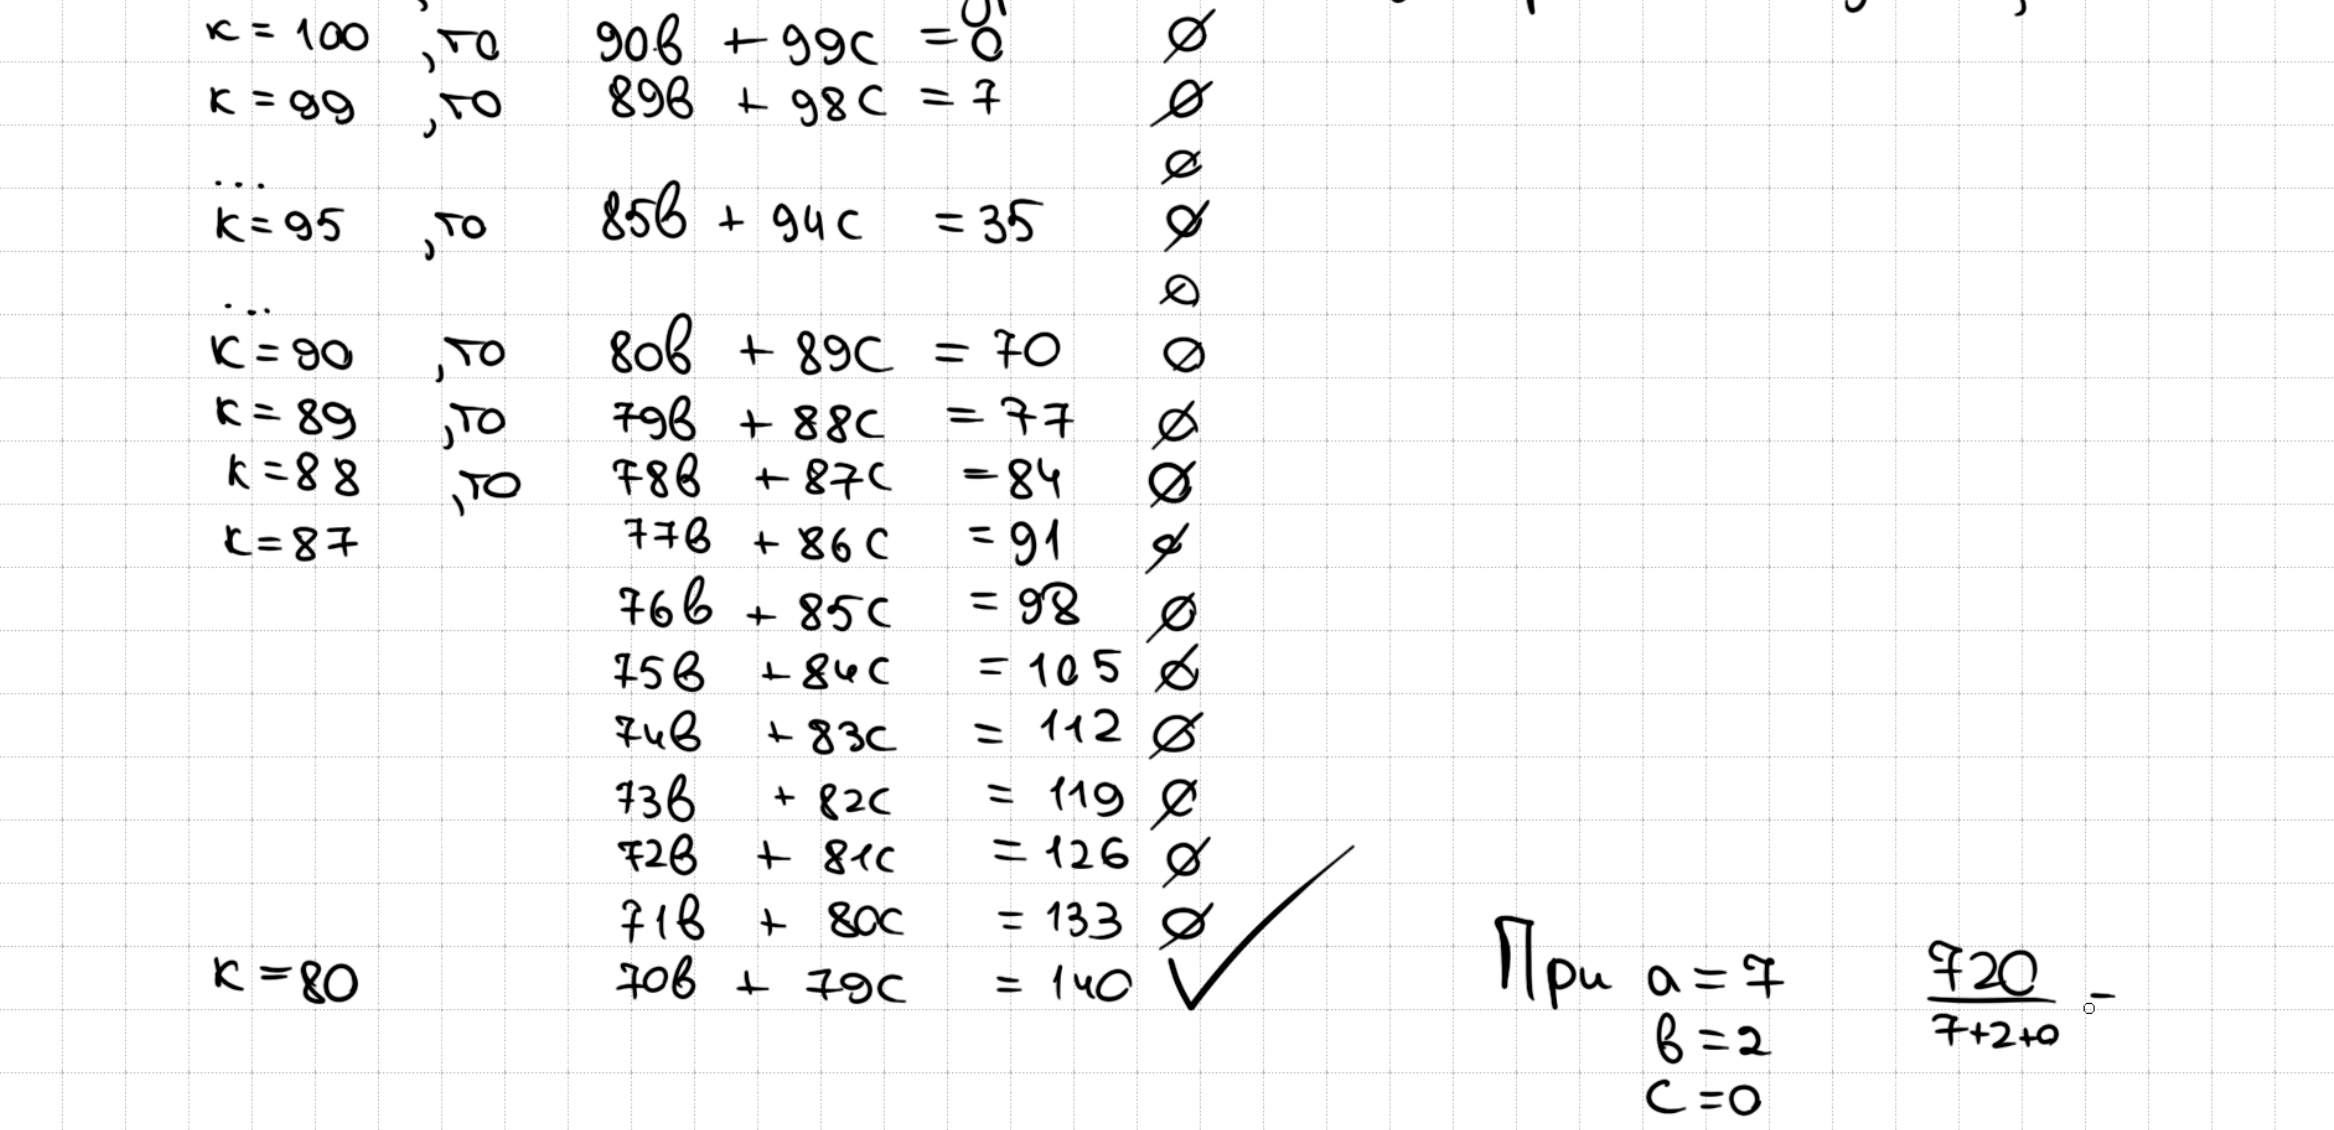 к = 100 , то 90в + 99с = 0 ∅
к = 99 , то 89в + 98с = 7 ∅
... ∅
к = 95 , то 85в + 94с = 35 ∅
... ∅
к = 90 , то 80в + 89с = 70 ∅
к = 89 , то 79в + 88с = 77 ∅
к = 88 , то 78в + 87с = 84 ∅
к = 87 77в + 86с = 91 ∅
76в + 85с = 98 ∅
75в + 84с = 105 ∅
74в + 83с = 112 ∅
73в + 82с = 119 ∅
72в + 81с = 126 ∅
71в + 80с = 133 ∅
к = 80 70в + 79с = 140 ✓
При а = 7
в = 2
с = 0
720
7+2+0
=